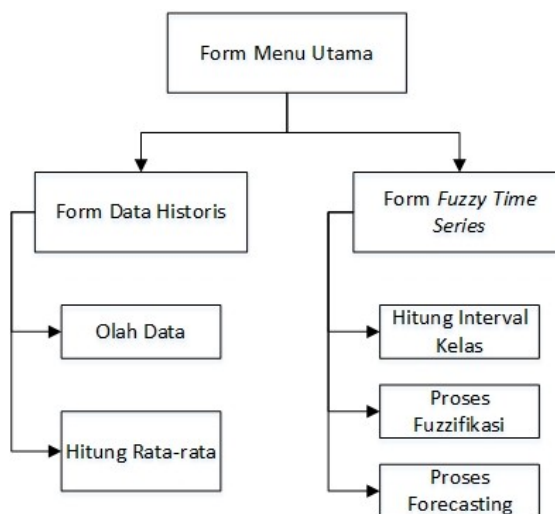 Form Menu Utama
Form Data Historis
Form Fuzzy Time
Series
Olah Data
Hitung Rata-rata
Hitung Interval
Kelas
Proses
Fuzzifikasi
Proses
Forecasting